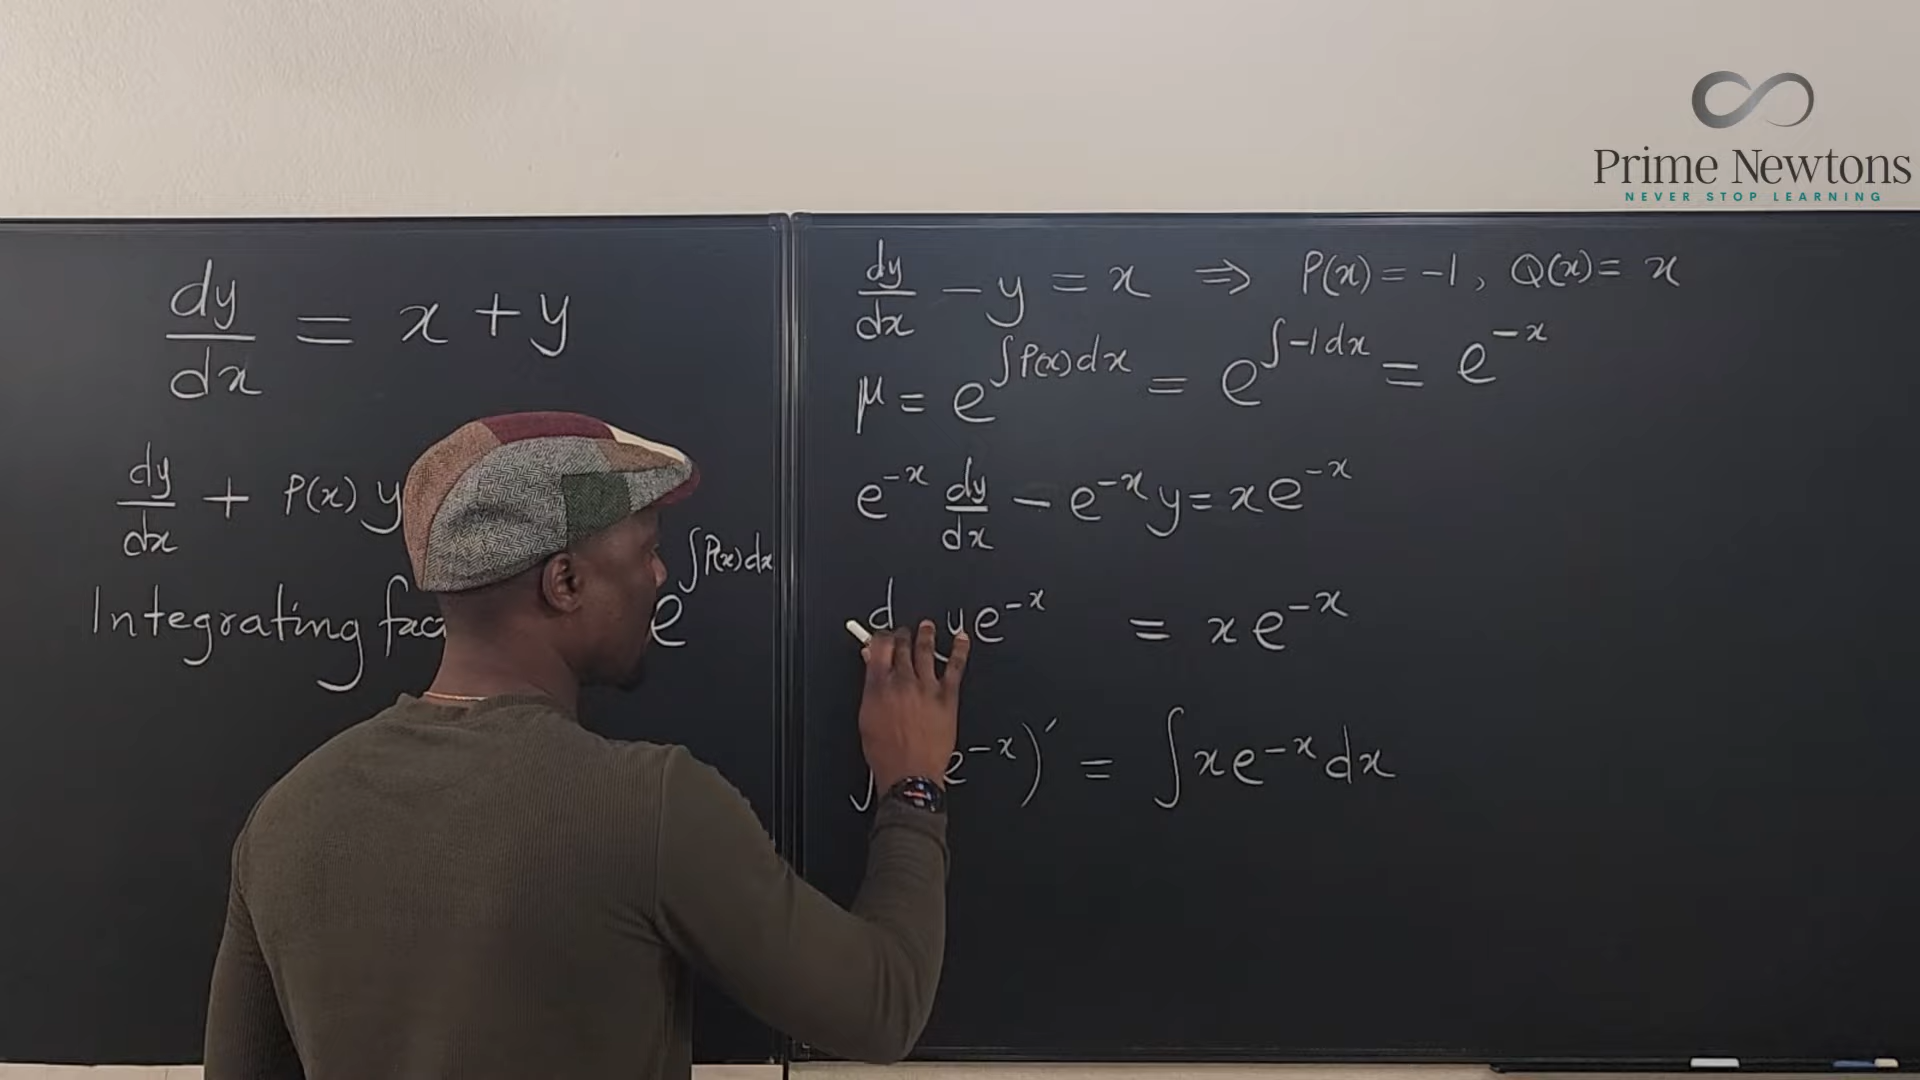 Prime Newtons
NEVER STOP LEARNING
dy/dx = x + y
dy/dx + P(x) y
Integrating
e^∫P(x)dx
dy/dx − y = x ⇒ P(x) = −1, Q(x) = x
μ = e^∫P(x)dx = e^∫−1dx = e^−x
e^−x dy/dx − e^−x y = xe^−x
d ye^−x = xe^−x
∫ e^−x)′ = ∫xe^−x dx